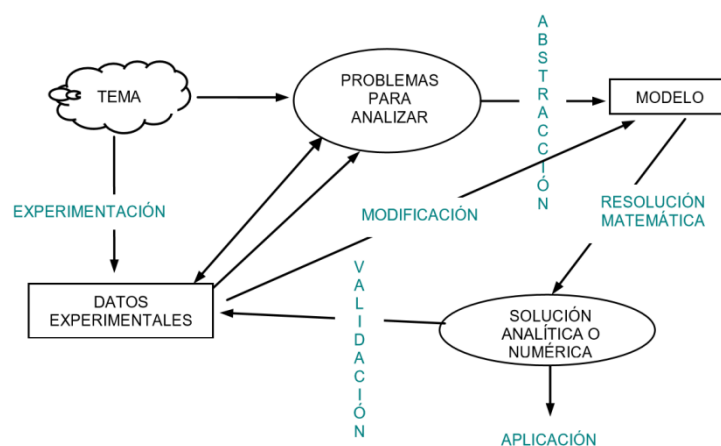 TEMA
PROBLEMAS
PARA
ANALIZAR
ABSTRACCIÓN
MODELO
EXPERIMENTACIÓN
MODIFICACIÓN
RESOLUCIÓN
MATEMÁTICA
DATOS
EXPERIMENTALES
VALIDACIÓN
SOLUCIÓN
ANALÍTICA O
NUMÉRICA
APLICACIÓN